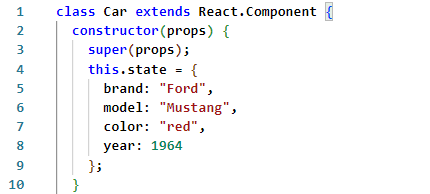 1 class Car extends React.Component {
2   constructor(props) {
3     super(props);
4     this.state = {
5       brand: "Ford",
6       model: "Mustang",
7       color: "red",
8       year: 1964
9     };
10   }